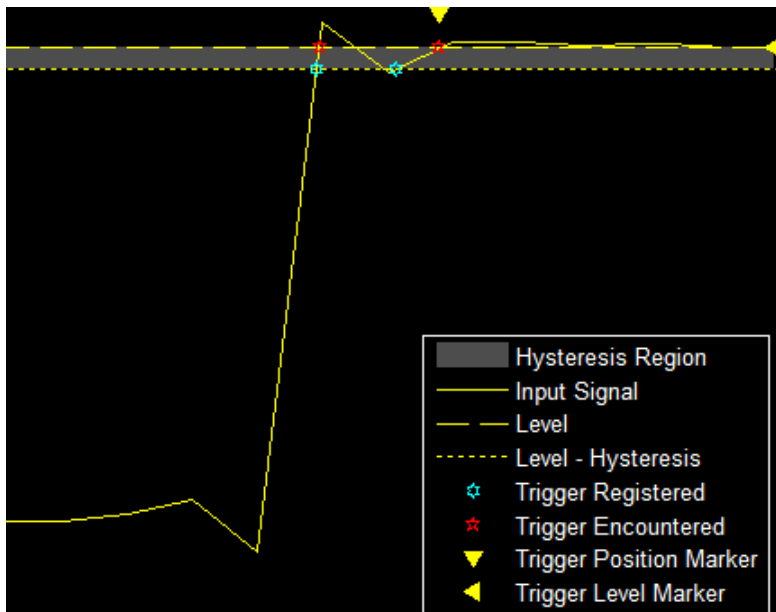 Hysteresis Region
Input Signal
Level
Level - Hysteresis
Trigger Registered
Trigger Encountered
Trigger Position Marker
Trigger Level Marker